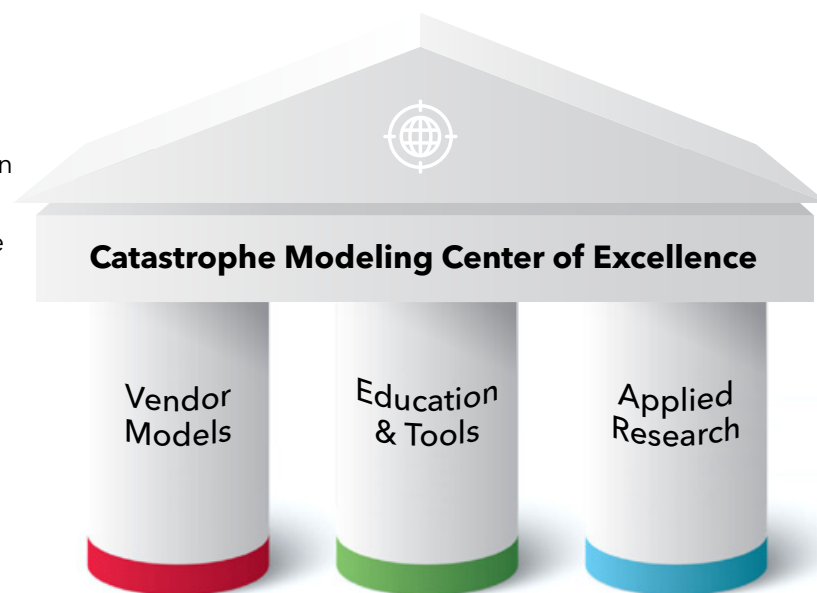 n
e
Catastrophe Modeling Center of Excellence
Vendor
Models
Education
& Tools
Applied
Research